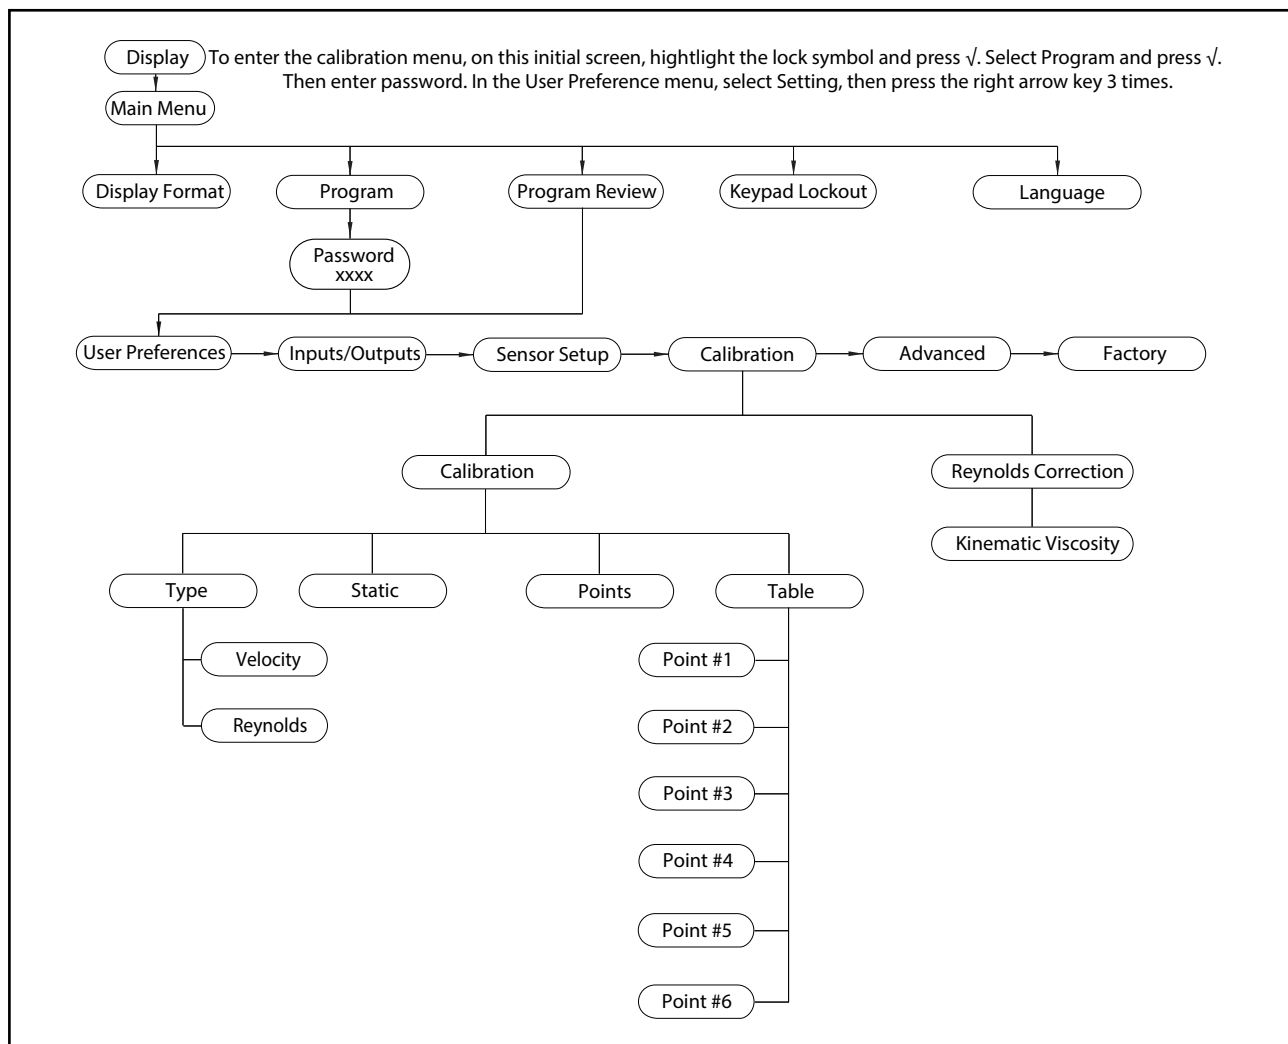 Display
To enter the calibration menu, on this initial screen, hightlight the lock symbol and press √. Select Program and press √.
Then enter password. In the User Preference menu, select Setting, then press the right arrow key 3 times.
Main Menu
Display Format
Program
Program Review
Keypad Lockout
Language
Password
xxxx
User Preferences
Inputs/Outputs
Sensor Setup
Calibration
Advanced
Factory
Calibration
Reynolds Correction
Kinematic Viscosity
Type
Static
Points
Table
Velocity
Reynolds
Point #1
Point #2
Point #3
Point #4
Point #5
Point #6